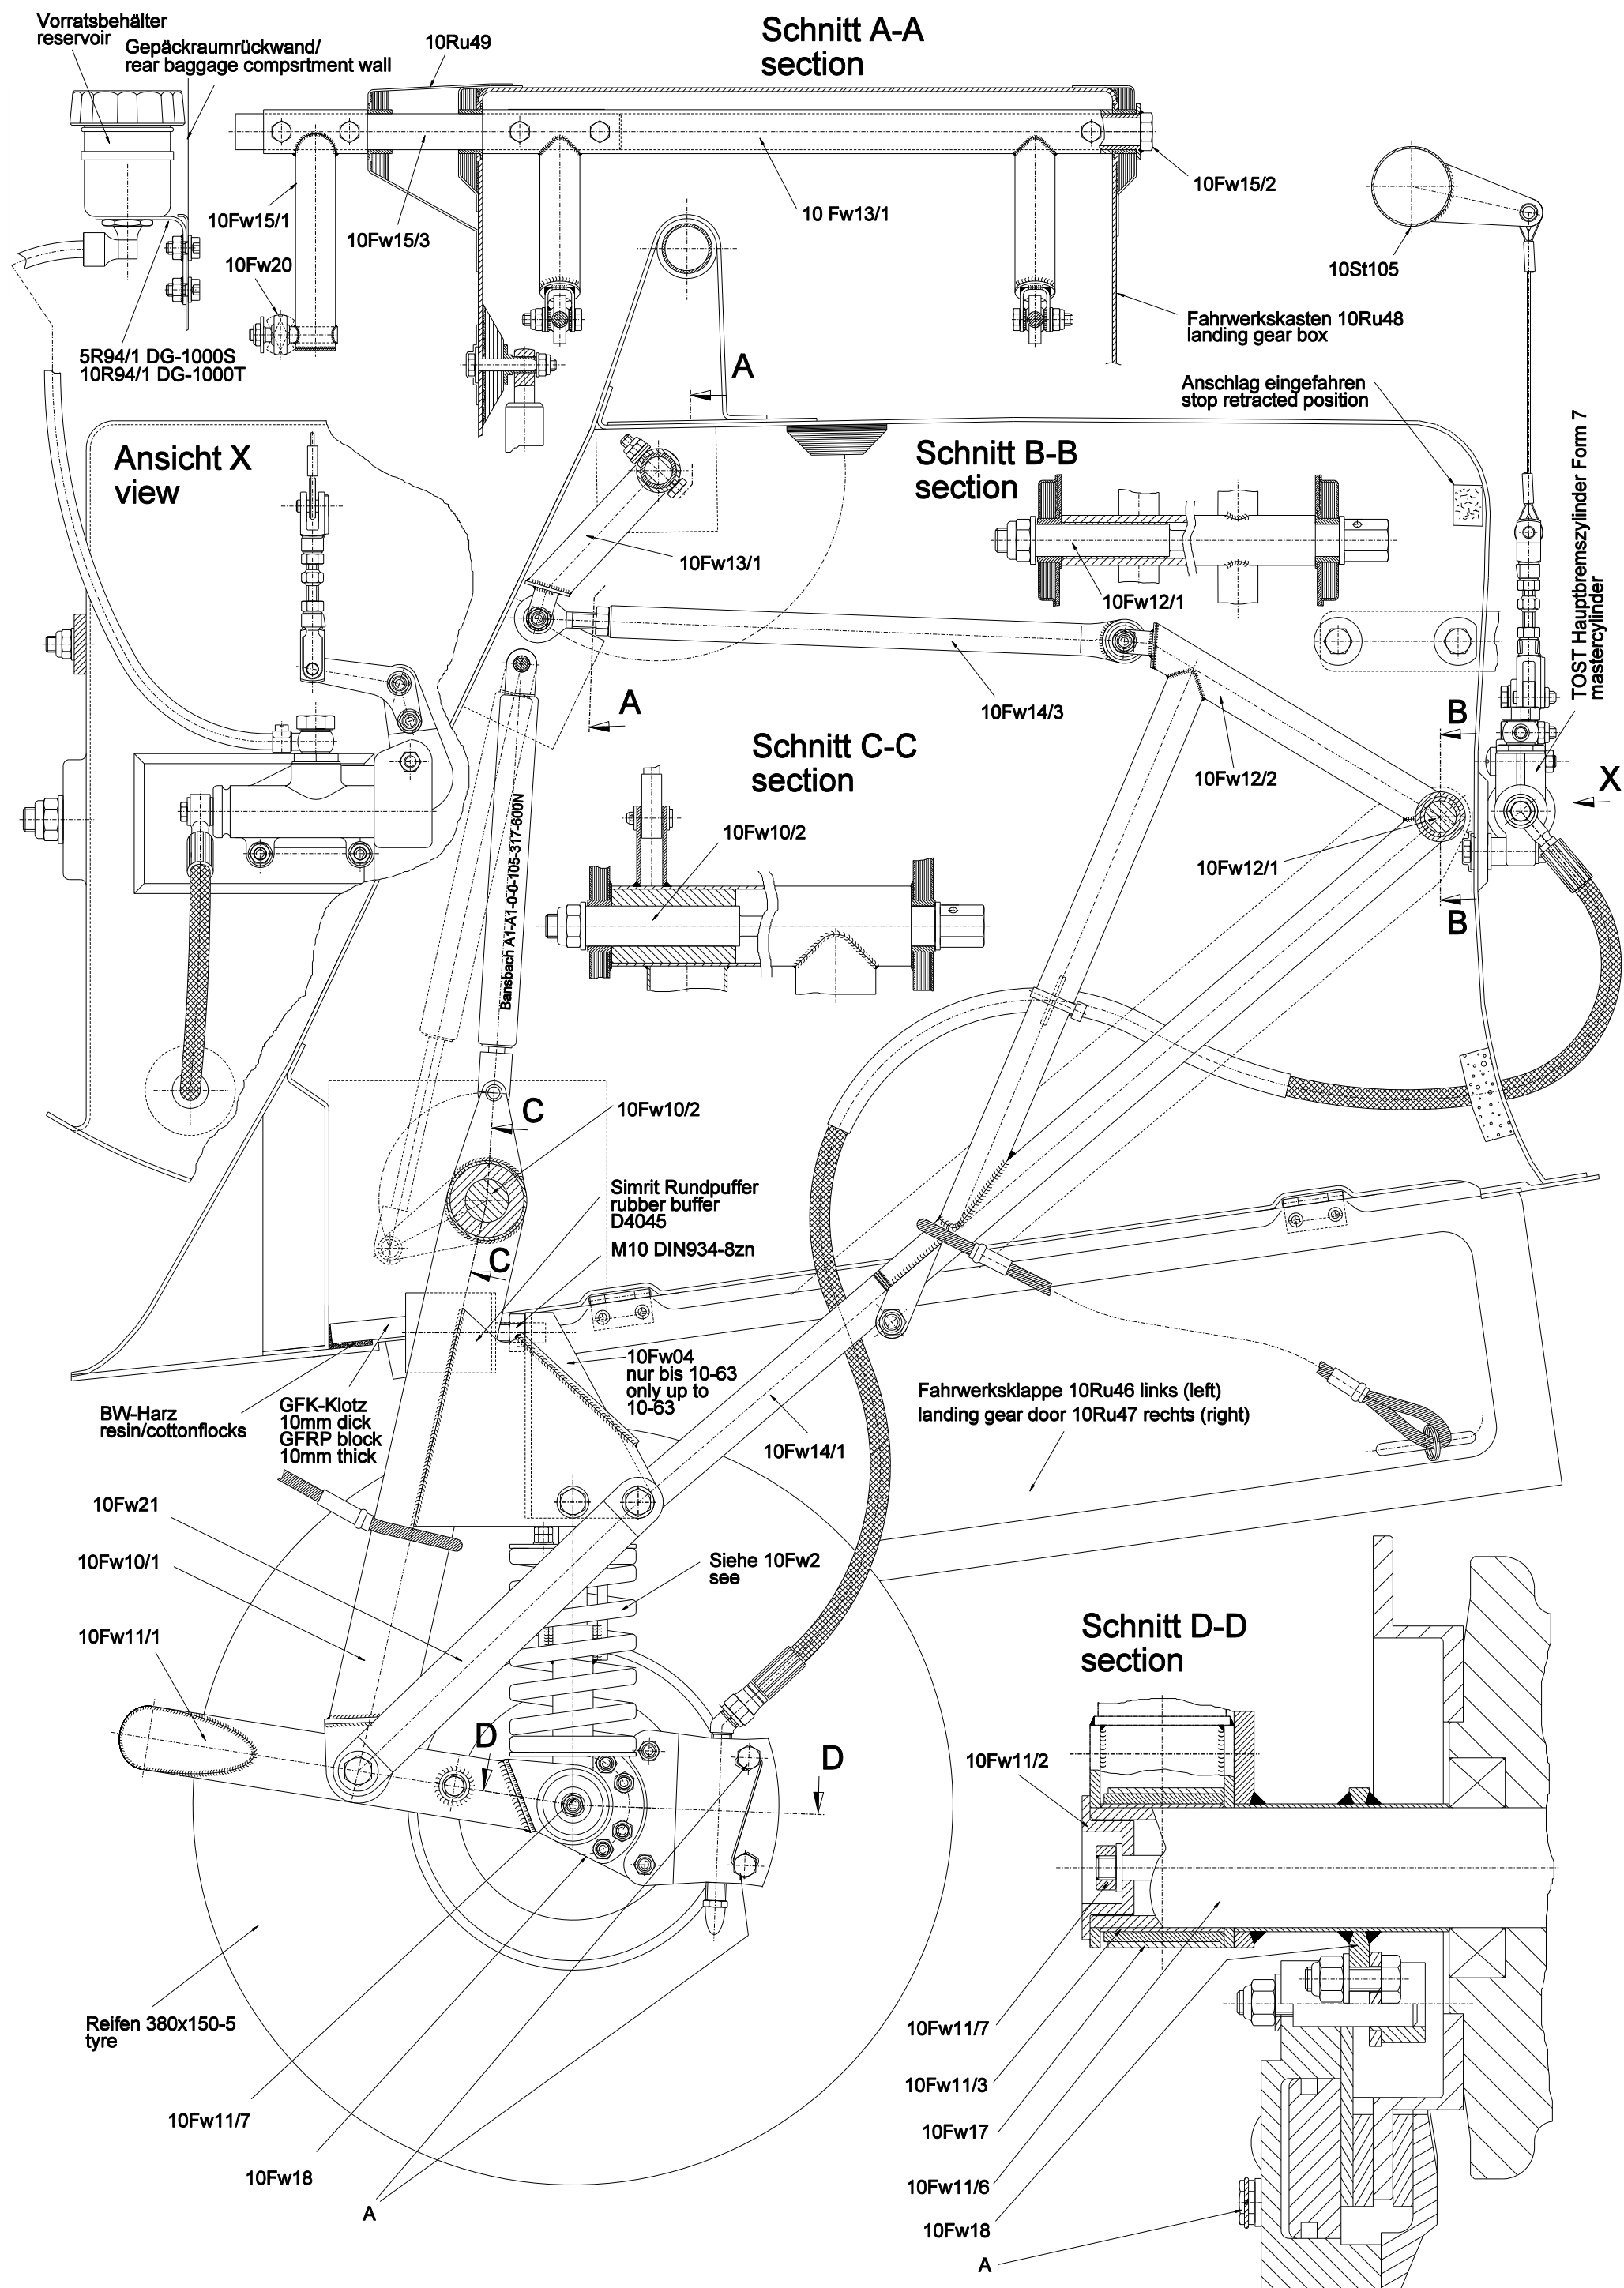 Vorratsbehälter
reservoir
Gepäckraumrückwand/
rear baggage compsrtment wall
10Ru49
Schnitt A-A
section
10Fw15/1
10Fw15/3
10 Fw13/1
10Fw15/2
10Fw20
10St105
5R94/1 DG-1000S
10R94/1 DG-1000T
Fahrwerkskasten 10Ru48
landing gear box
Anschlag eingefahren
stop retracted position
A
TOST Hauptbremszylinder Form 7
mastercylinder
Ansicht X
view
Schnitt B-B
section
10Fw13/1
10Fw12/1
A
10Fw14/3
B
Schnitt C-C
section
10Fw12/2
X
Bansbach A1-A1-0-0-105-317-600N
10Fw10/2
10Fw12/1
B
C
10Fw10/2
Simrit Rundpuffer
rubber buffer
D4045
M10 DIN934-8zn
C
10Fw04
nur bis 10-63
only up to
10-63
BW-Harz
resin/cottonflocks
GFK-Klotz
10mm dick
GFRP block
10mm thick
Fahrwerksklappe 10Ru46 links (left)
landing gear door 10Ru47 rechts (right)
10Fw14/1
10Fw21
10Fw10/1
Siehe 10Fw2
see
10Fw11/1
Schnitt D-D
section
D
D
10Fw11/2
Reifen 380x150-5
tyre
10Fw11/7
10Fw11/3
10Fw11/7
10Fw17
10Fw18
10Fw11/6
A
10Fw18
A